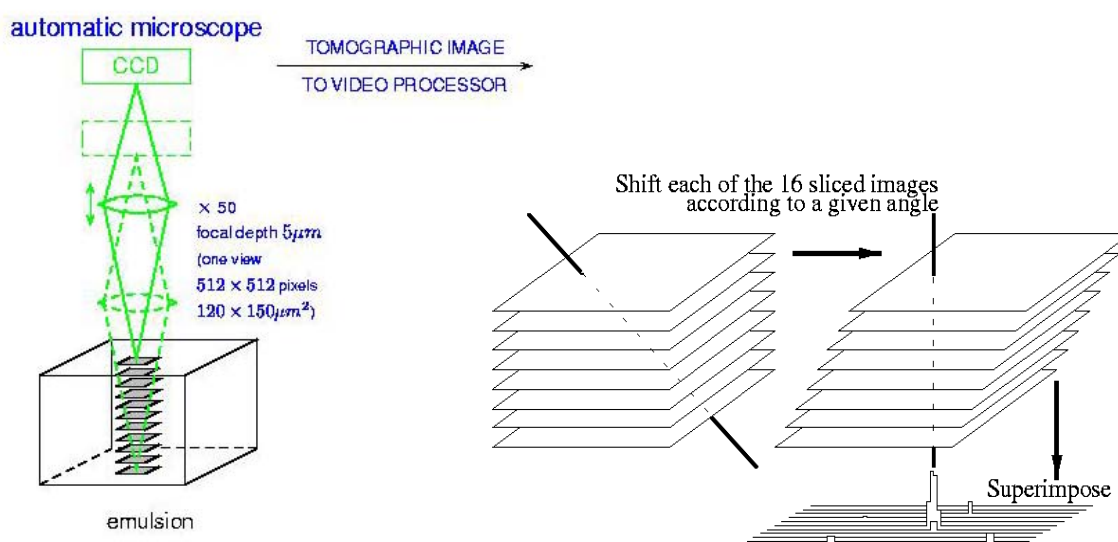 automatic microscope
CCD
TOMOGRAPHIC IMAGE
TO VIDEO PROCESSOR
× 50
focal depth 5μm
(one view
512 × 512 pixels
120 × 150μm²)
emulsion
Shift each of the 16 sliced images
according to a given angle
Superimpose